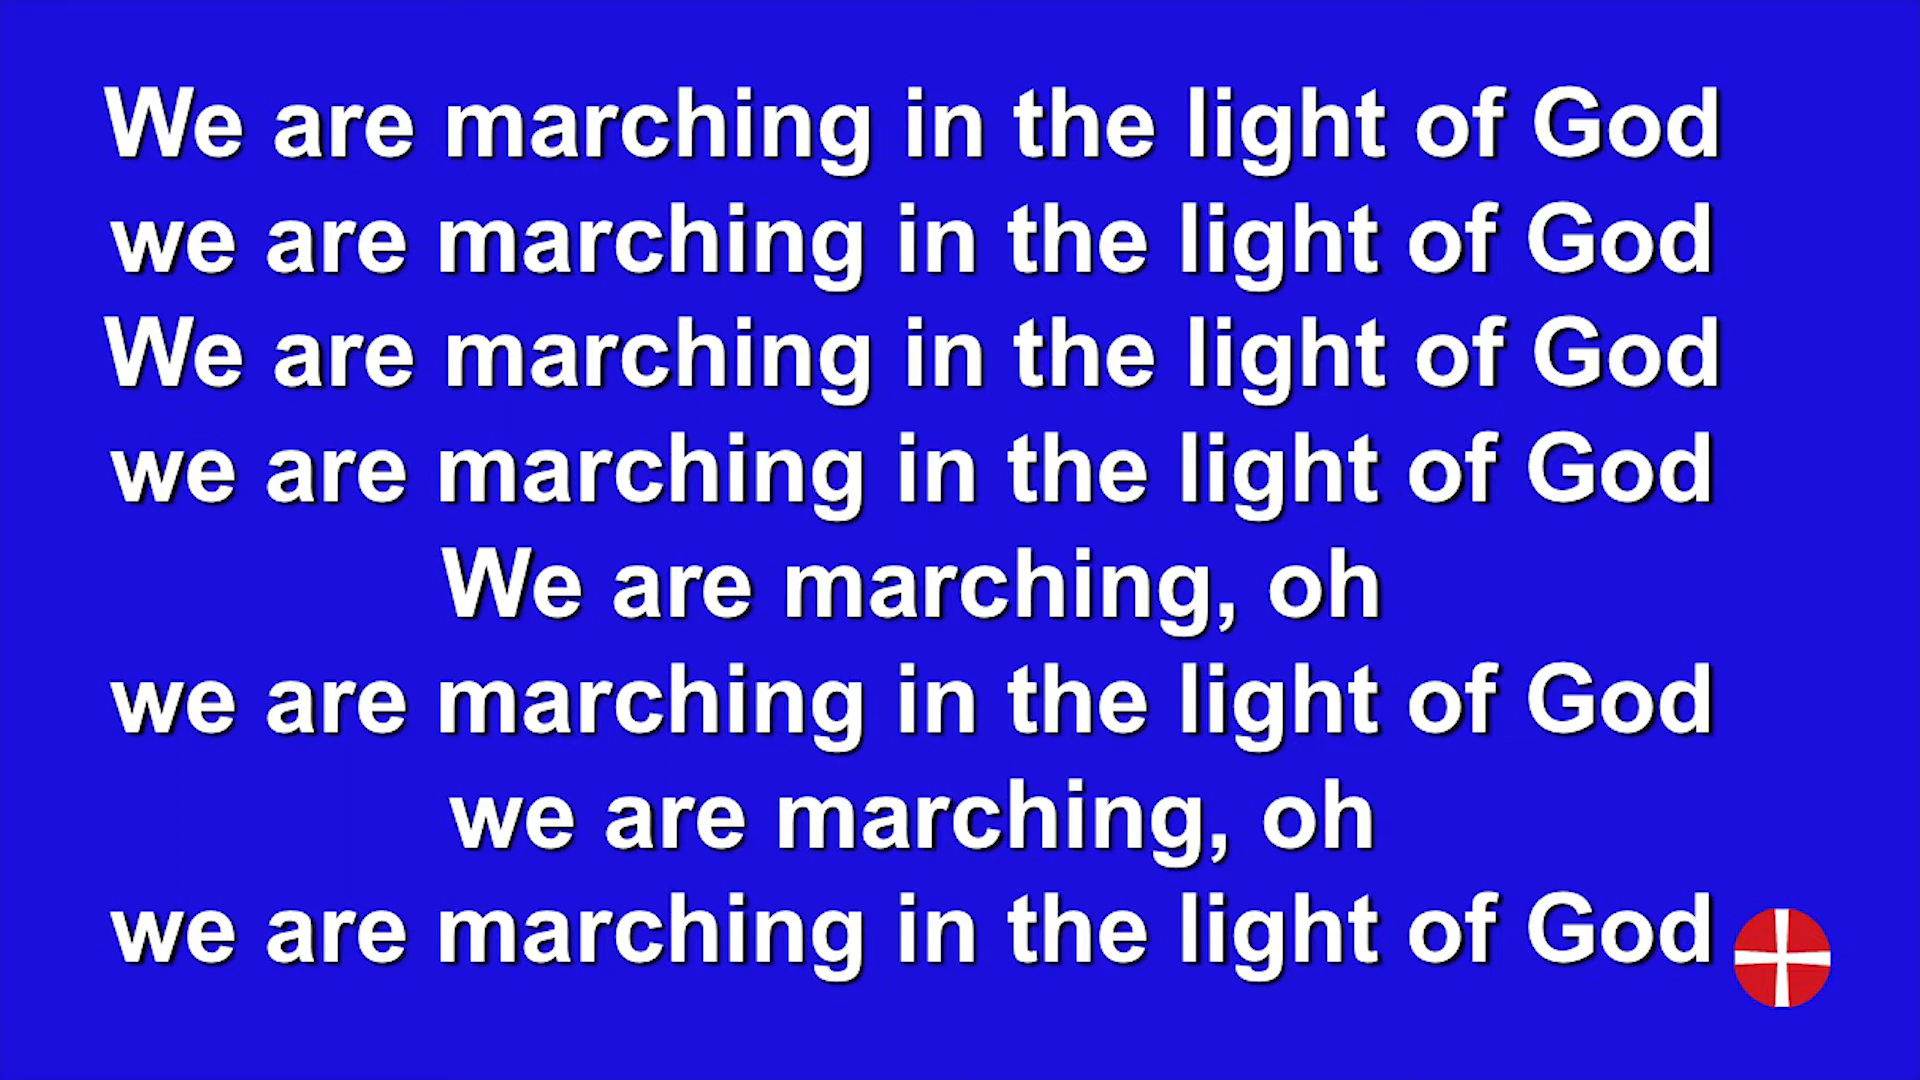 We are marching in the light of God
we are marching in the light of God
We are marching in the light of God
we are marching in the light of God
We are marching, oh
we are marching in the light of God
we are marching, oh
we are marching in the light of God